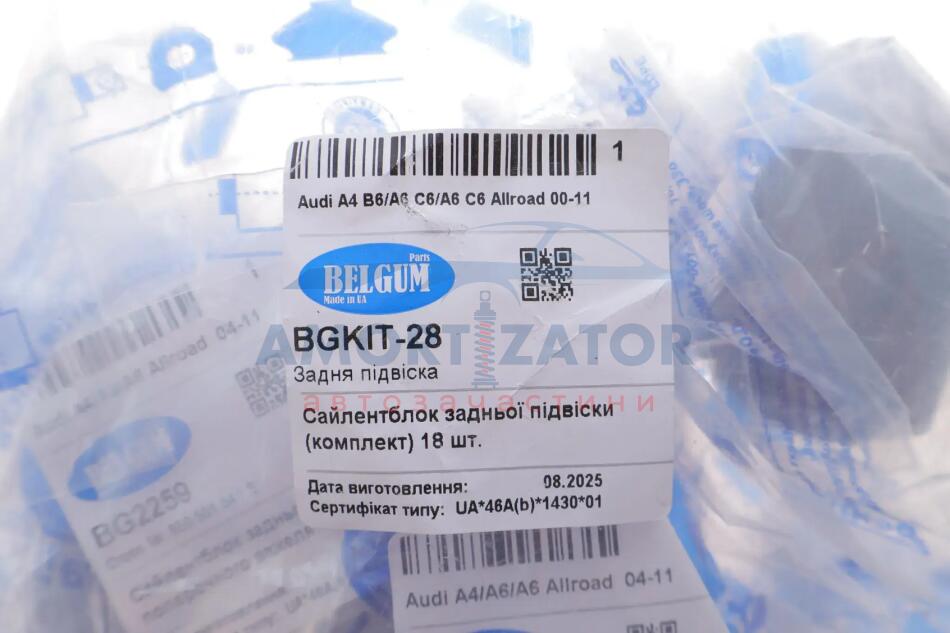 1
Audi A4 B6/A6 C6/A6 C6 Allroad 00-11
Parts
BELGUM
Made in UA
BGKIT-28
AMORTIZATOR
Задня підвіска
автозапчастини
Сайлентблок задньої підвіски
(комплект) 18 шт.
Дата виготовлення: 08.2025
Сертифікат типу: UA*46A(b)*1430*01
Allroad 04-11
BG2259
Сайлентблок задньої
Audi A4/A6/A6 Allroad 04-11